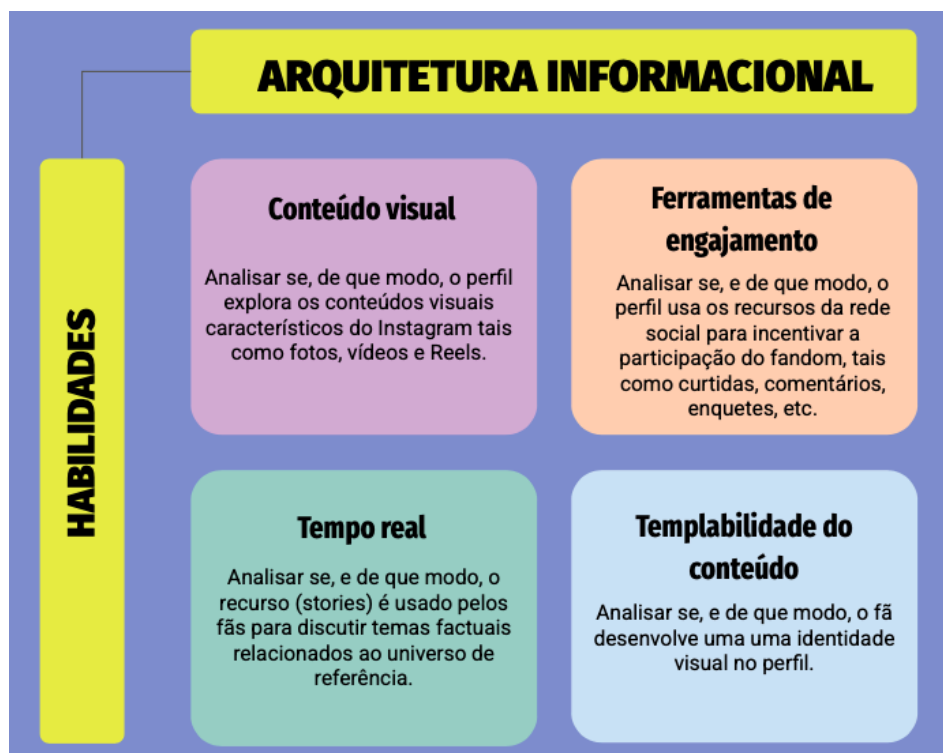 ARQUITETURA INFORMACIONAL
HABILIDADES
Conteúdo visual
Analisar se, de que modo, o perfil
explora os conteúdos visuais
característicos do Instagram tais
como fotos, vídeos e Reels.
Ferramentas de
engajamento
Analisar se, e de que modo, o
perfil usa os recursos da rede
social para incentivar a
participação do fandom, tais
como curtidas, comentários,
enquetes, etc.
Tempo real
Analisar se, e de que modo, o
recurso (stories) é usado pelos
fãs para discutir temas factuais
relacionados ao universo de
referência.
Templabilidade do
conteúdo
Analisar se, e de que modo, o fã
desenvolve uma uma identidade
visual no perfil.